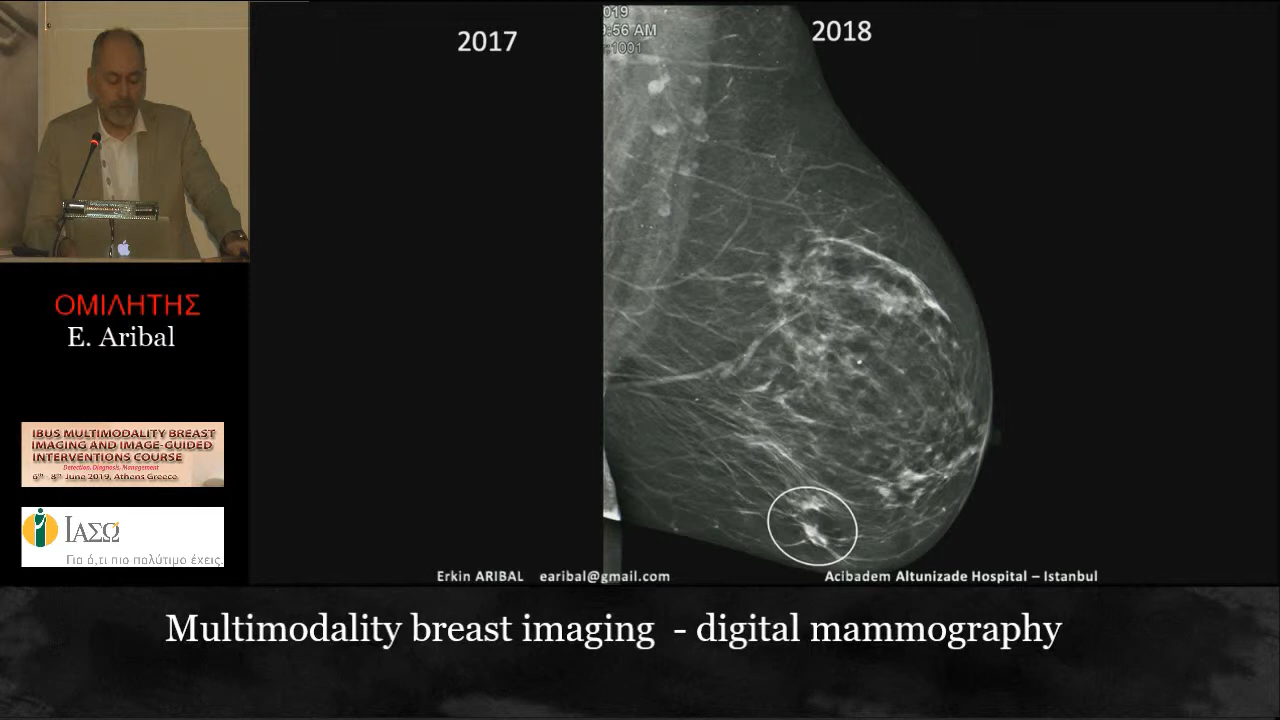 2017
019
9:56 AM
:1001
2018
ΟΜΙΛΗΤΗΣ
E. Aribal
IBUS MULTIMODALITY BREAST
IMAGING AND IMAGE-GUIDED
INTERVENTIONS COURSE
Detection, Diagnosis, Management
6th - 8th June 2019, Athens Greece
ΙΑΣΩ
Για ό,τι πιο πολύτιμο έχεις.
Erkin ARIBAL earibal@gmail.com
Acibadem Altunizade Hospital – Istanbul
Multimodality breast imaging - digital mammography